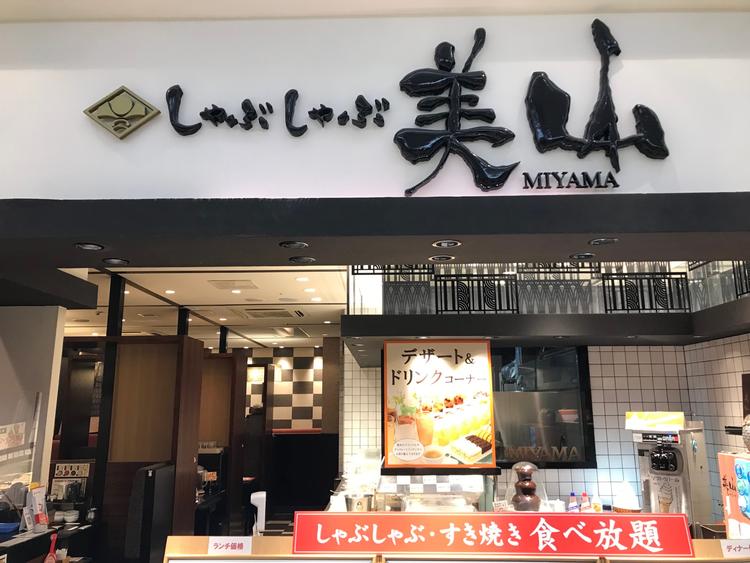 しゃぶしゃぶ 美山
MIYAMA
デザート&
ドリンクコーナー
MIYAMA
しゃぶしゃぶ・すき焼き 食べ放題
ランチ価格
ディナー